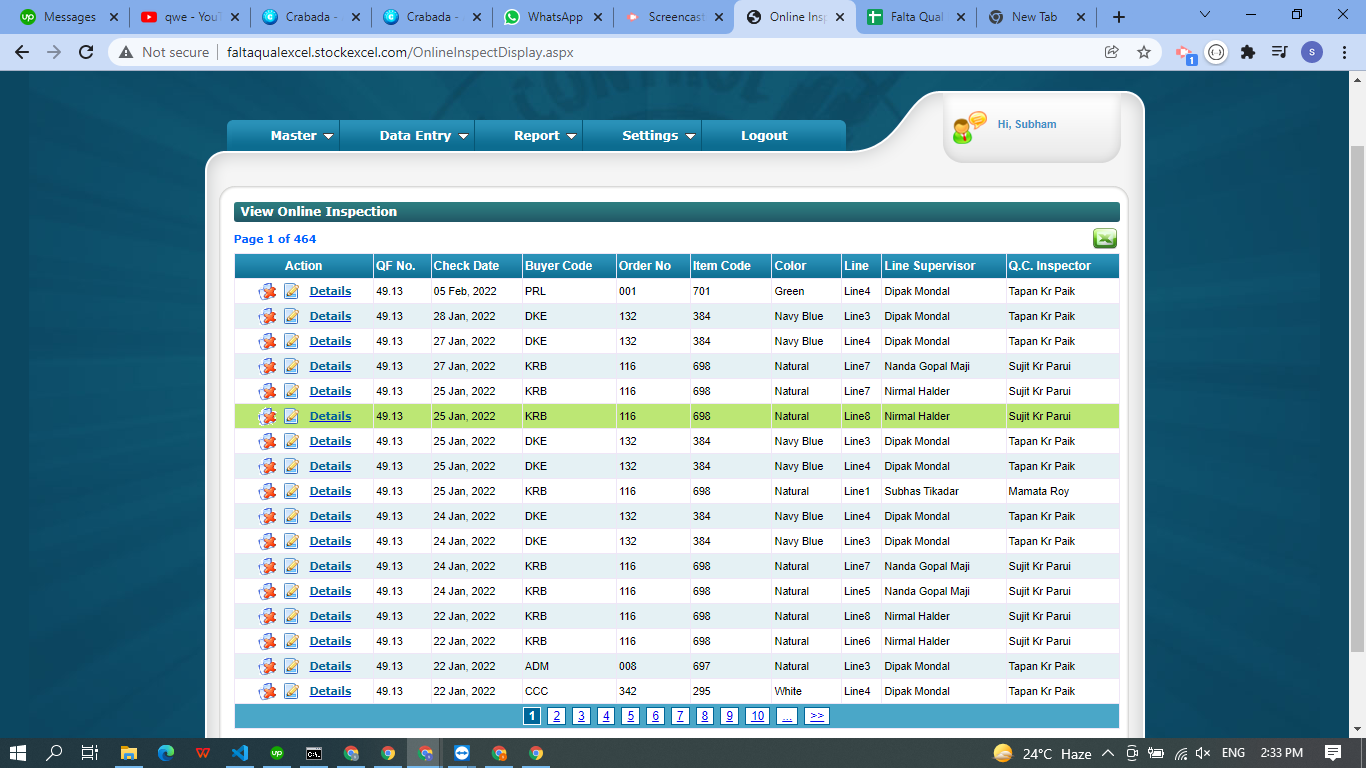 Messages
qwe - YouT
Crabada -
Crabada -
WhatsApp
Screencast
Online Insp
Falta Qual
New Tab
Not secure faltaqualexcel.stockexcel.com/OnlineInspectDisplay.aspx
1
S
CONTROL
Master Data Entry Report Settings Logout
Hi, Subham
View Online Inspection
Page 1 of 464
Action QF No. Check Date Buyer Code Order No Item Code Color Line Line Supervisor Q.C. Inspector
Details 49.13 05 Feb, 2022 PRL 001 701 Green Line4 Dipak Mondal Tapan Kr Paik
Details 49.13 28 Jan, 2022 DKE 132 384 Navy Blue Line3 Dipak Mondal Tapan Kr Paik
Details 49.13 27 Jan, 2022 DKE 132 384 Navy Blue Line4 Dipak Mondal Tapan Kr Paik
Details 49.13 27 Jan, 2022 KRB 116 698 Natural Line7 Nanda Gopal Maji Sujit Kr Parui
Details 49.13 25 Jan, 2022 KRB 116 698 Natural Line7 Nirmal Halder Sujit Kr Parui
Details 49.13 25 Jan, 2022 KRB 116 698 Natural Line8 Nirmal Halder Sujit Kr Parui
Details 49.13 25 Jan, 2022 DKE 132 384 Navy Blue Line3 Dipak Mondal Tapan Kr Paik
Details 49.13 25 Jan, 2022 DKE 132 384 Navy Blue Line4 Dipak Mondal Tapan Kr Paik
Details 49.13 25 Jan, 2022 KRB 116 698 Natural Line1 Subhas Tikadar Mamata Roy
Details 49.13 24 Jan, 2022 DKE 132 384 Navy Blue Line4 Dipak Mondal Tapan Kr Paik
Details 49.13 24 Jan, 2022 DKE 132 384 Navy Blue Line3 Dipak Mondal Tapan Kr Paik
Details 49.13 24 Jan, 2022 KRB 116 698 Natural Line7 Nanda Gopal Maji Sujit Kr Parui
Details 49.13 24 Jan, 2022 KRB 116 698 Natural Line5 Nanda Gopal Maji Sujit Kr Parui
Details 49.13 22 Jan, 2022 KRB 116 698 Natural Line8 Nirmal Halder Sujit Kr Parui
Details 49.13 22 Jan, 2022 KRB 116 698 Natural Line6 Nirmal Halder Sujit Kr Parui
Details 49.13 22 Jan, 2022 ADM 008 697 Natural Line3 Dipak Mondal Tapan Kr Paik
Details 49.13 22 Jan, 2022 CCC 342 295 White Line4 Dipak Mondal Tapan Kr Paik
1 2 3 4 5 6 7 8 9 10 ... >>
24°C Haze ENG 2:33 PM